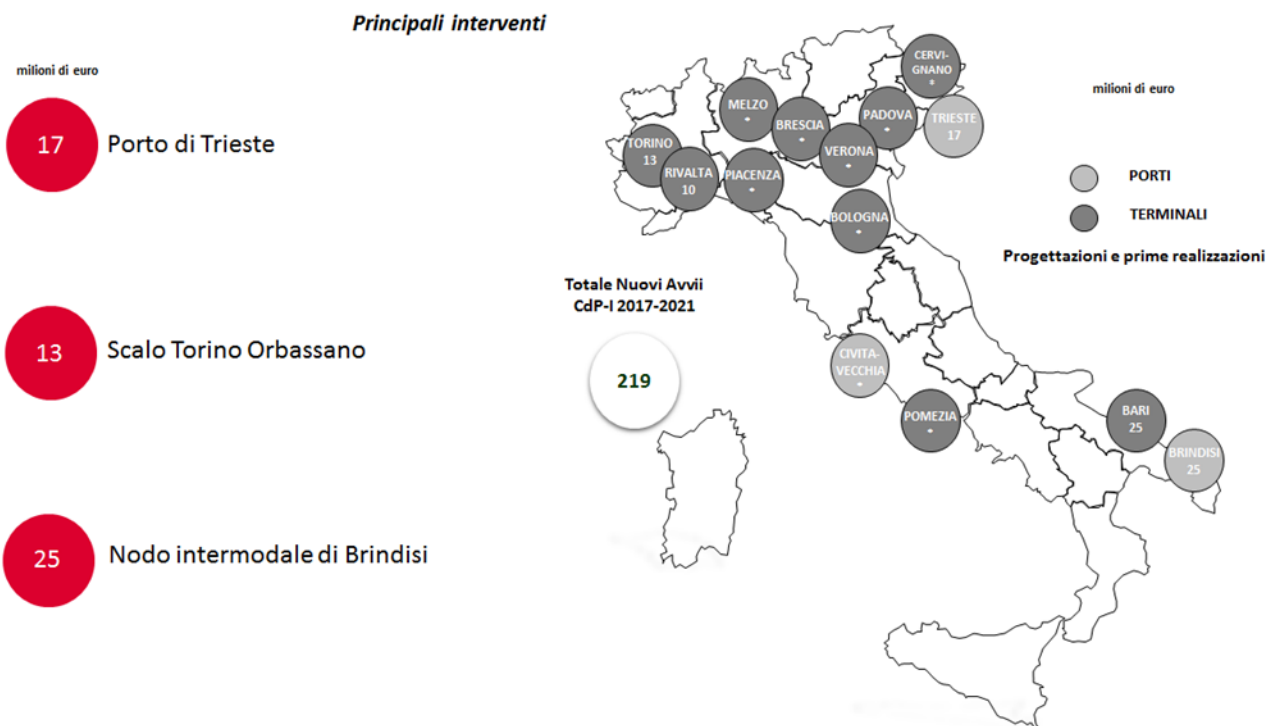 Principali interventi
milioni di euro
17
Porto di Trieste
13
Scalo Torino Orbassano
25
Nodo intermodale di Brindisi
Totale Nuovi Avvii
CdP-I 2017-2021
219
CERVI-
GNANO
*
MELZO
*
BRESCIA
*
PADOVA
*
TRIESTE
17
TORINO
13
RIVALTA
10
PIACENZA
*
VERONA
*
BOLOGNA
*
CIVITA-
VECCHIA
*
POMEZIA
*
BARI
25
BRINDISI
25
milioni di euro
PORTI
TERMINALI
Progettazioni e prime realizzazioni